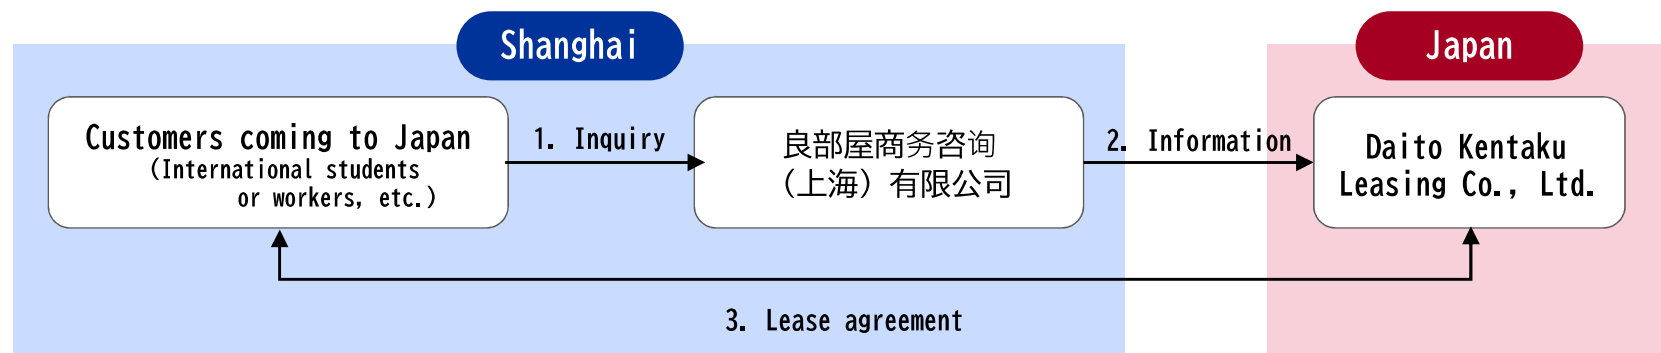 Shanghai
Japan
Customers coming to Japan
(International students
or workers, etc.)
1. Inquiry
良部屋商务咨询
（上海）有限公司
2. Information
Daito Kentaku
Leasing Co., Ltd.
3. Lease agreement